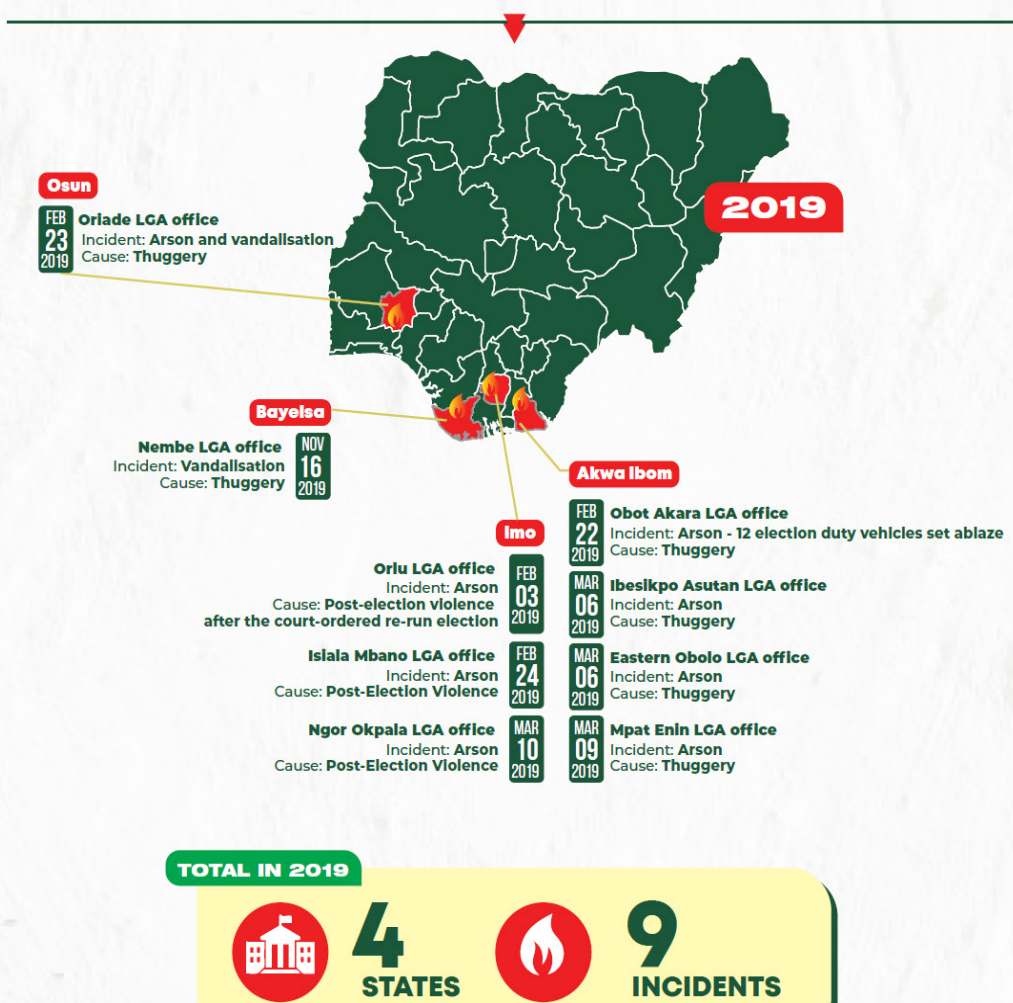 2019
Osun
FEB
23
2019
Oriade LGA office
Incident: Arson and vandalisation
Cause: Thuggery
Bayelsa
Nembe LGA office
Incident: Vandalisation
Cause: Thuggery
NOV
16
2019
Akwa Ibom
FEB
22
2019
Obot Akara LGA office
Incident: Arson - 12 election duty vehicles set ablaze
Cause: Thuggery
MAR
06
2019
Ibesikpo Asutan LGA office
Incident: Arson
Cause: Thuggery
MAR
06
2019
Eastern Obolo LGA office
Incident: Arson
Cause: Thuggery
MAR
09
2019
Mpat Enin LGA office
Incident: Arson
Cause: Thuggery
Imo
Orlu LGA office
Incident: Arson
Cause: Post-election violence
after the court-ordered re-run election
FEB
03
2019
Isiala Mbano LGA office
Incident: Arson
Cause: Post-Election Violence
FEB
24
2019
Ngor Okpala LGA office
Incident: Arson
Cause: Post-Election Violence
MAR
10
2019
TOTAL IN 2019
4
STATES
9
INCIDENTS